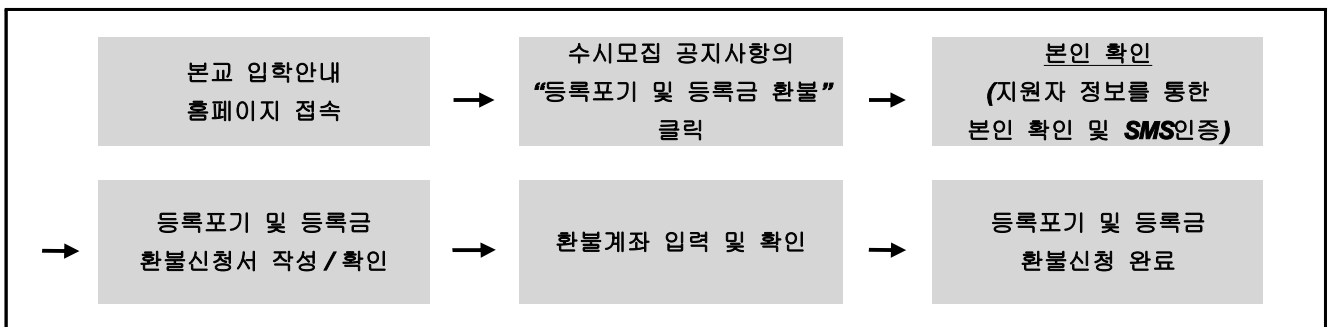 본교 입학안내
홈페이지 접속
수시모집 공지사항의
“등록포기 및 등록금 환불”
클릭
본인 확인
(지원자 정보를 통한
본인 확인 및 SMS인증)
등록포기 및 등록금
환불신청서 작성/확인
환불계좌 입력 및 확인
등록포기 및 등록금
환불신청 완료